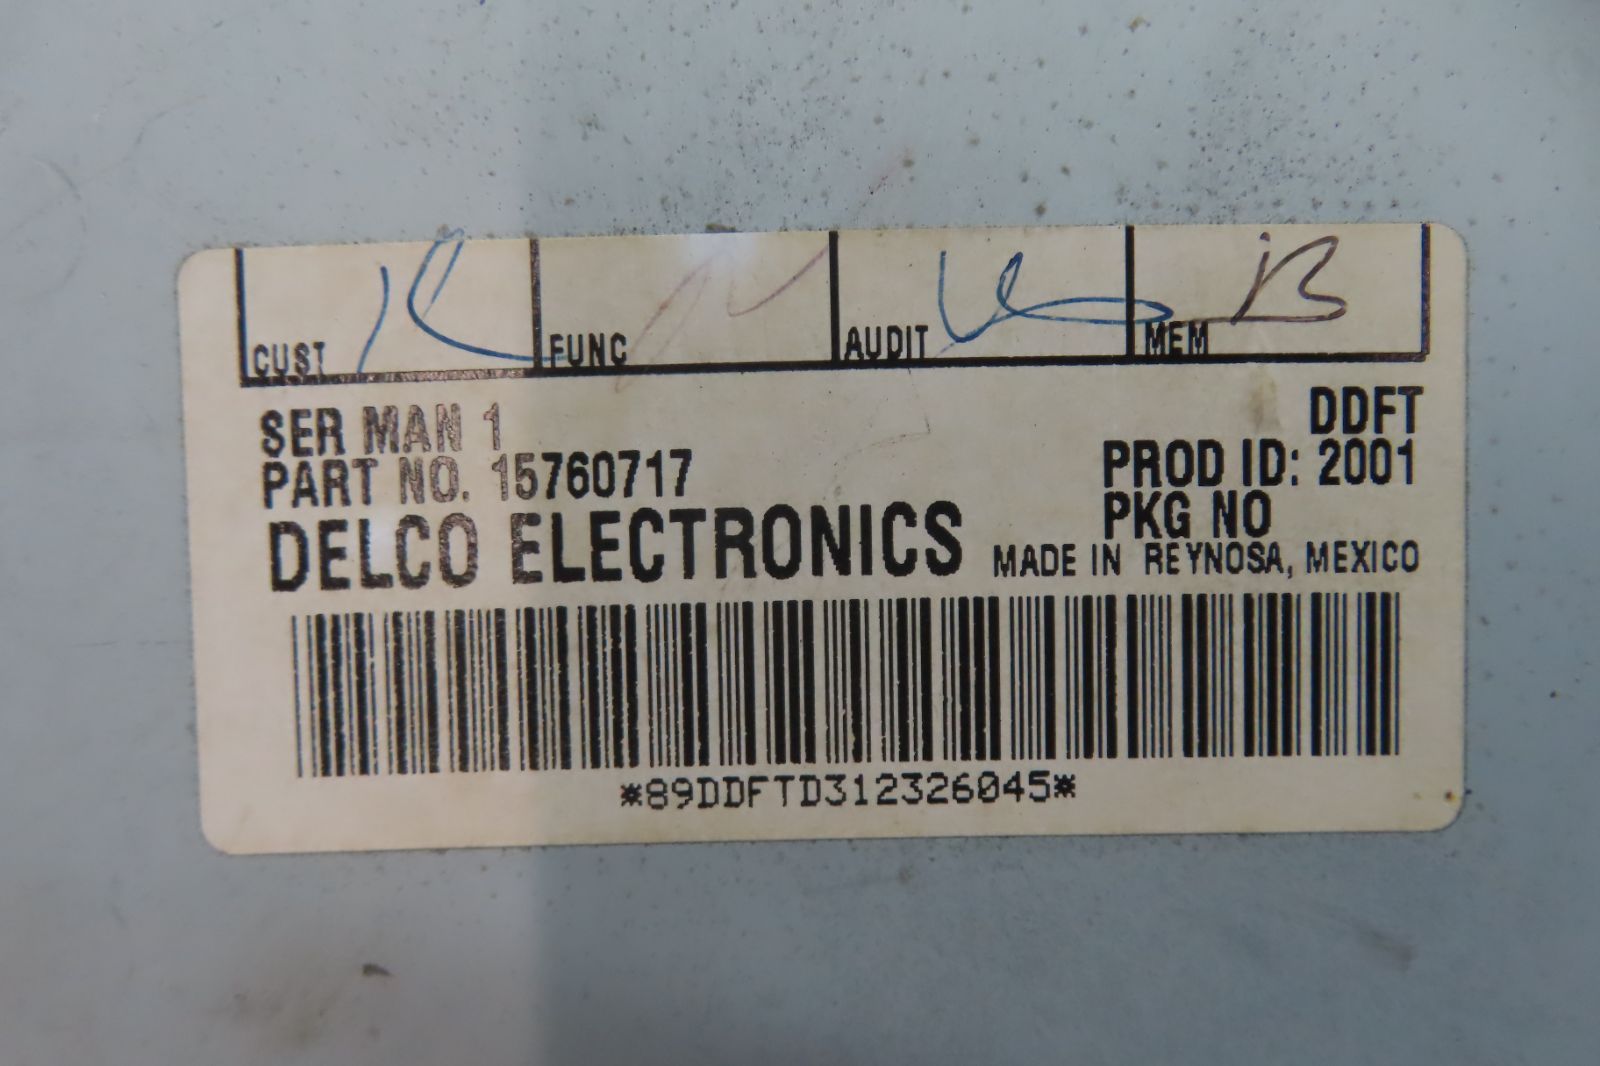 CUST FUNC AUDIT MEM
SER MAN 1 DDFT
PART NO. 15760717 PROD ID: 2001
PKG NO
DELCO ELECTRONICS MADE IN REYNOSA, MEXICO
*89DDFTD312326045*